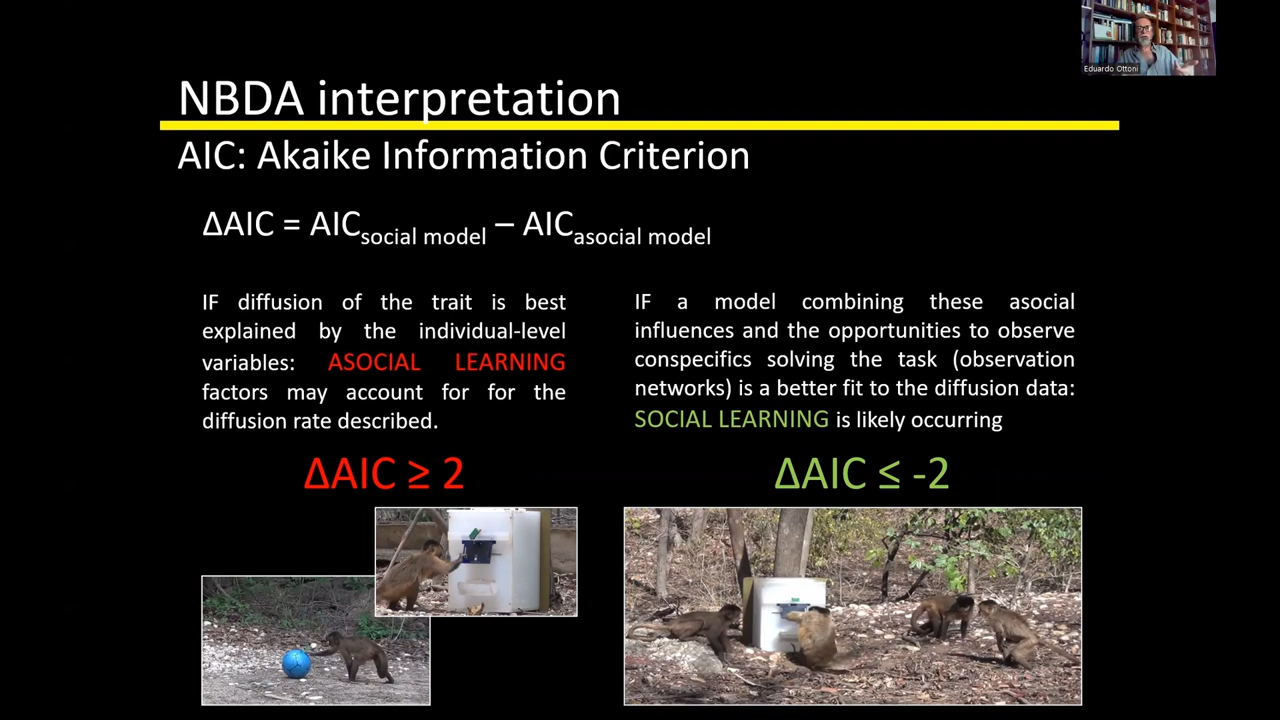 Eduardo Ottoni
NBDA interpretation
AIC: Akaike Information Criterion
ΔAIC = AICsocial model – AICasocial model
IF diffusion of the trait is best
explained by the individual-level
variables: ASOCIAL LEARNING
factors may account for for the
diffusion rate described.
ΔAIC ≥ 2
IF a model combining these asocial
influences and the opportunities to observe
conspecifics solving the task (observation
networks) is a better fit to the diffusion data:
SOCIAL LEARNING is likely occurring
ΔAIC ≤ -2